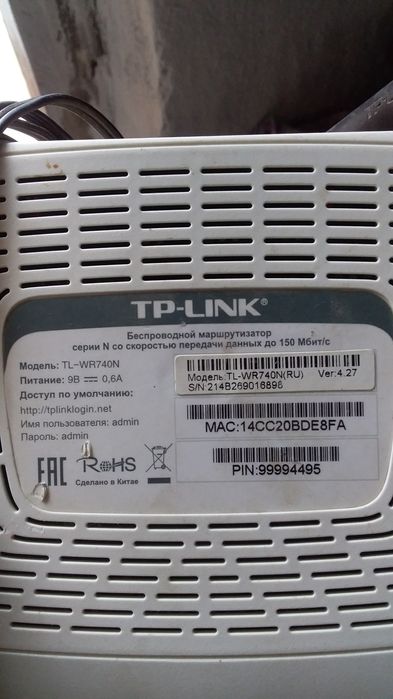 TP-LINK®
Беспроводной маршрутизатор
серии N со скоростью передачи данных до 150 Мбит/с
Модель: TL-WR740N
Питание: 9В 0,6А
Доступ по умолчанию:
http://tplinklogin.net
Имя пользователя: admin
Пароль: admin
EAC RoHS
Сделано в Китае
Модель:TL-WR740N(RU) Ver:4.27
S/N 214B269016898
MAC:14CC20BDE8FA
PIN:99994495